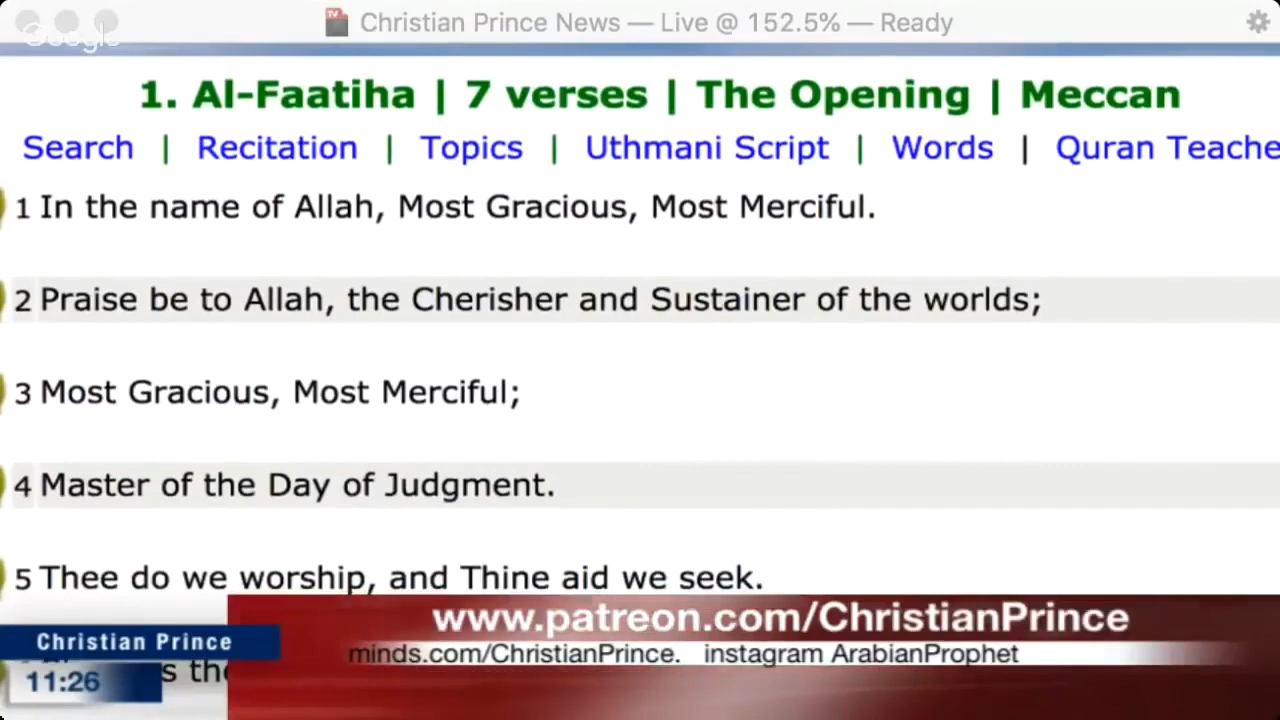 Christian Prince News — Live @ 152.5% — Ready
Google
1. Al-Faatiha | 7 verses | The Opening | Meccan
Search | Recitation | Topics | Uthmani Script | Words | Quran Teache
1 In the name of Allah, Most Gracious, Most Merciful.
2 Praise be to Allah, the Cherisher and Sustainer of the worlds;
3 Most Gracious, Most Merciful;
4 Master of the Day of Judgment.
5 Thee do we worship, and Thine aid we seek.
www.patreon.com/ChristianPrince
Christian Prince
minds.com/ChristianPrince. instagram ArabianProphet
11:26